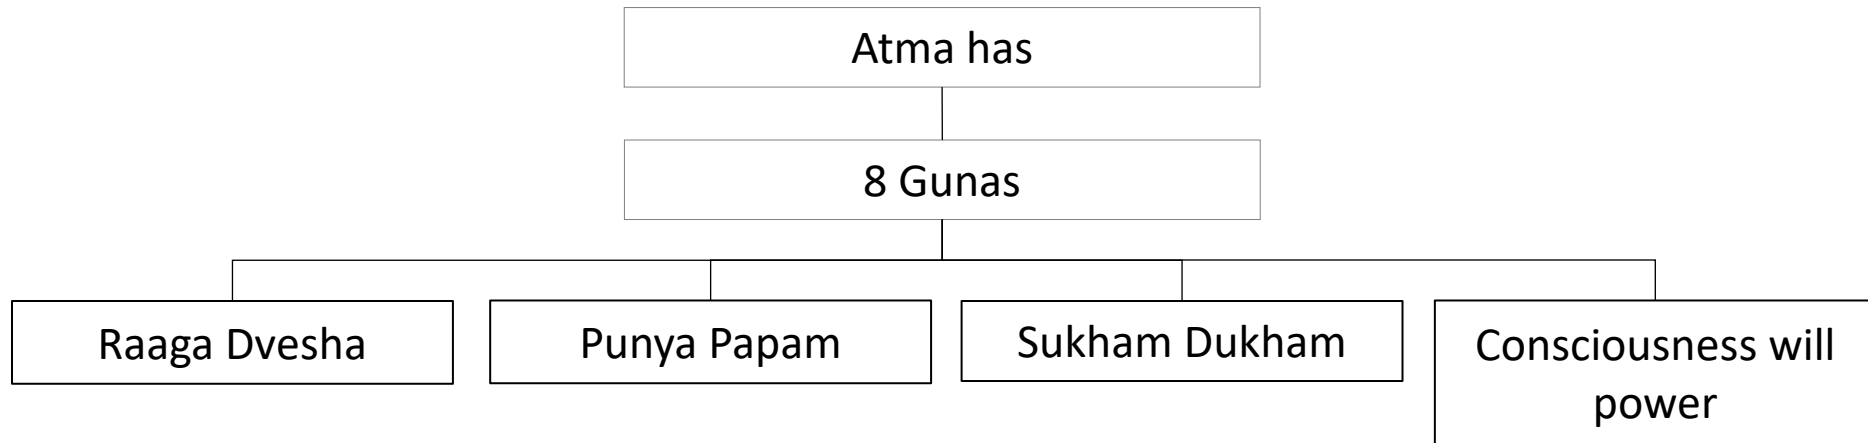 Atma has
8 Gunas
Raaga Dvesha
Punya Papam
Sukham Dukham
Consciousness will
power